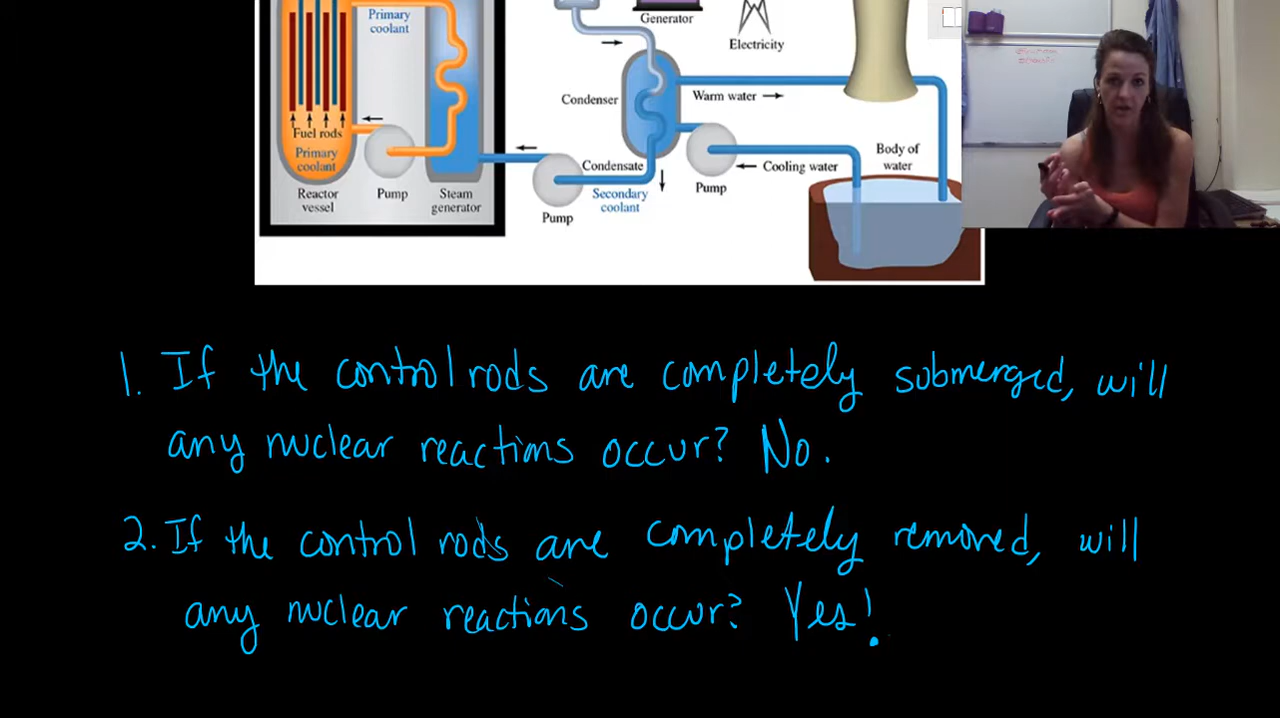 Primary
coolant
Generator
Electricity
Condenser
Warm water
Fuel rods
Primary
coolant
Condensate
Cooling water
Body of
water
Reactor
vessel
Pump
Steam
generator
Pump
Secondary
coolant
Pump
1. If the control rods are completely submerged, will
any nuclear reactions occur? No.
2. If the control rods are completely removed, will
any nuclear reactions occur? Yes!